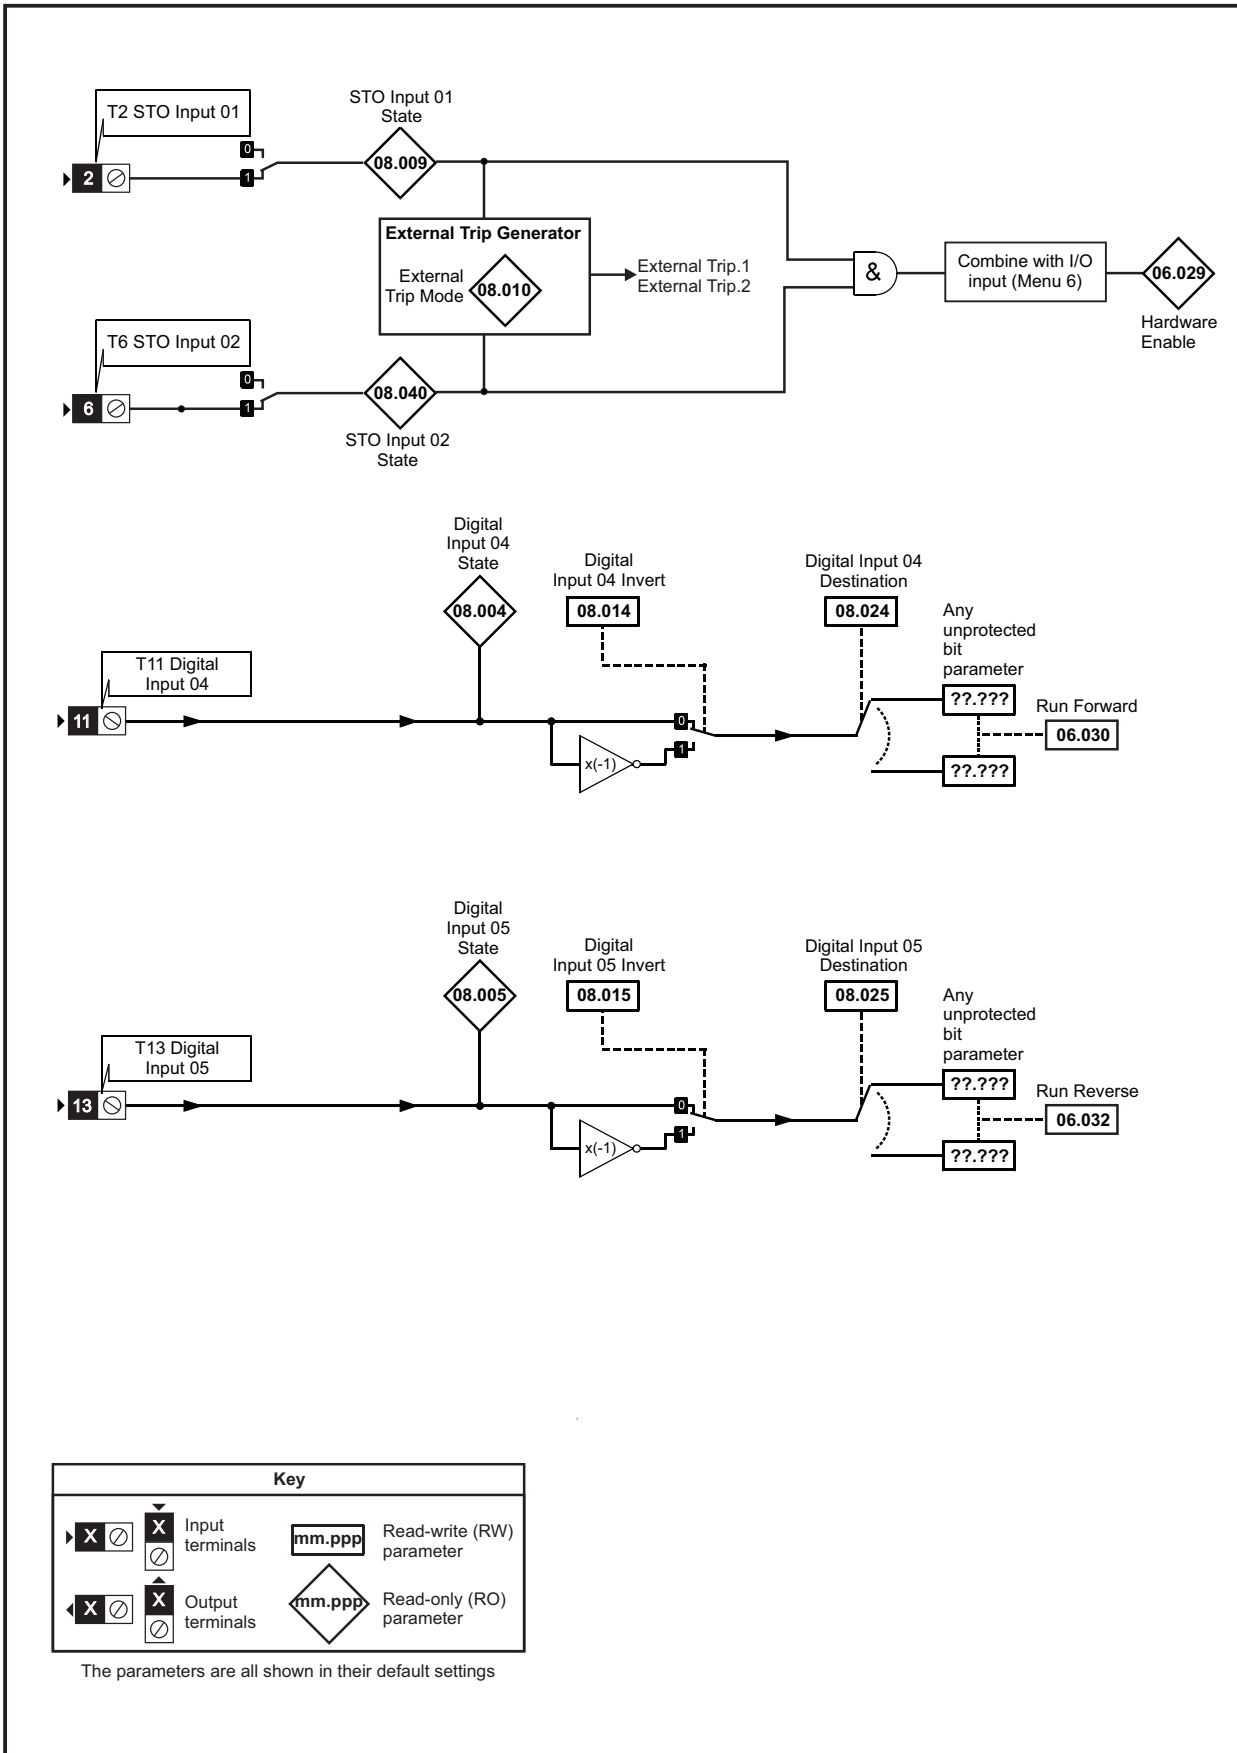 T2 STO Input 01
STO Input 01
State
0
2
1
08.009
External Trip Generator
External
Trip Mode
08.010
External Trip.1
External Trip.2
&
Combine with I/O
input (Menu 6)
06.029
Hardware
Enable
T6 STO Input 02
0
6
1
08.040
STO Input 02
State
Digital
Input 04
State
08.004
Digital
Input 04 Invert
08.014
Digital Input 04
Destination
08.024
Any
unprotected
bit
parameter
T11 Digital
Input 04
11
0
1
x(-1)
??.???
??.???
Run Forward
06.030
Digital
Input 05
State
08.005
Digital
Input 05 Invert
08.015
Digital Input 05
Destination
08.025
Any
unprotected
bit
parameter
T13 Digital
Input 05
13
0
1
x(-1)
??.???
??.???
Run Reverse
06.032
Key
X
X
Input
terminals
mm.ppp
Read-write (RW)
parameter
X
X
Output
terminals
mm.ppp
Read-only (RO)
parameter
The parameters are all shown in their default settings